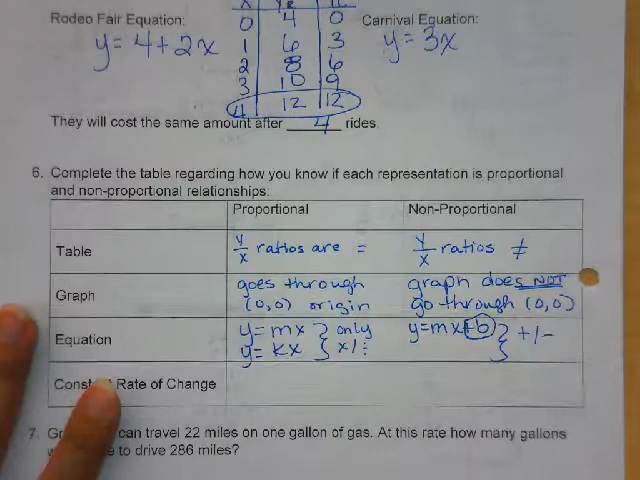 x yR yC
Rodeo Fair Equation:
y = 4 + 2x
0 4 0
1 6 3
2 8 6
3 10 9
4 12 12
Carnival Equation:
y = 3x
They will cost the same amount after 4 rides.
6. Complete the table regarding how you know if each representation is proportional
and non-proportional relationships:
Proportional Non-Proportional
Table y/x ratios are = y/x ratios ≠
Graph goes through (0,0) origin graph does NOT go through (0,0)
Equation y = mx y = kx } only x/÷ y = mx + b } +/-
Rate of Change
7. can travel 22 miles on one gallon of gas. At this rate how many gallons
to drive 286 miles?